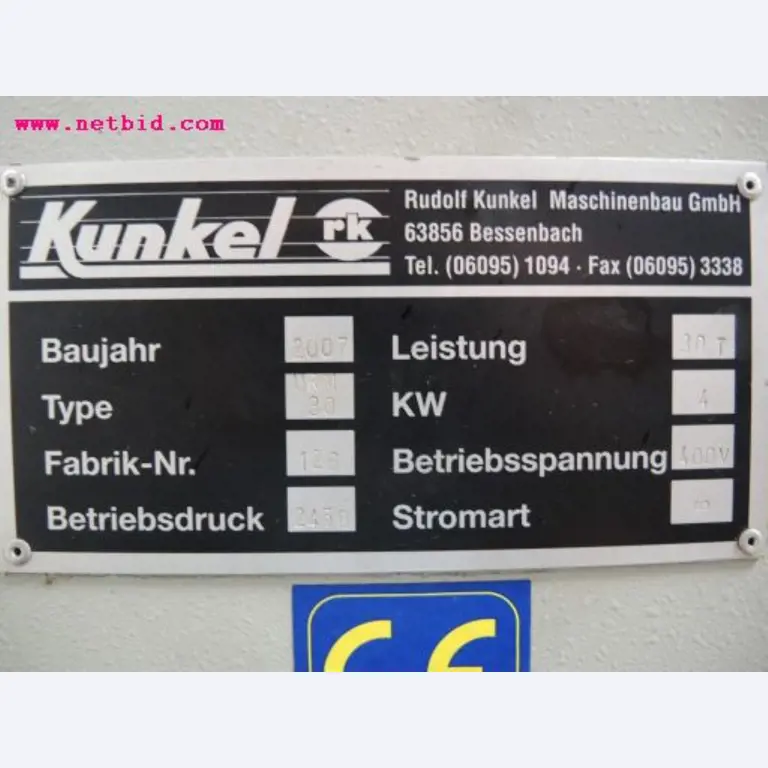 www.netbid.com
Kunkel rk
Rudolf Kunkel Maschinenbau GmbH
63856 Bessenbach
Tel. (06095) 1094 · Fax (06095) 3338
Baujahr 2007
Leistung 30 T
Type 30
KW 4
Fabrik-Nr.
Betriebsspannung 400V
Betriebsdruck
Stromart
CE